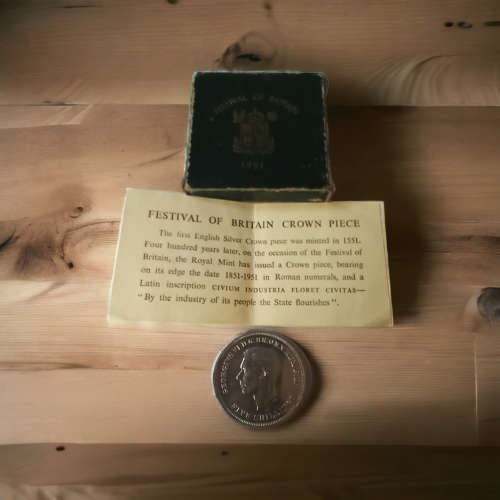 FESTIVAL OF BRITAIN
1951
FESTIVAL OF BRITAIN CROWN PIECE
The first English Silver Crown piece was minted in 1551.
Four hundred years later, on the occasion of the Festival of
Britain, the Royal Mint has issued a Crown piece, bearing
on its edge the date 1851-1951 in Roman numerals, and a
Latin inscription CIVIUM INDUSTRIA FLORET CIVITAS—
"By the industry of its people the State flourishes".
FIVE SHILLINGS